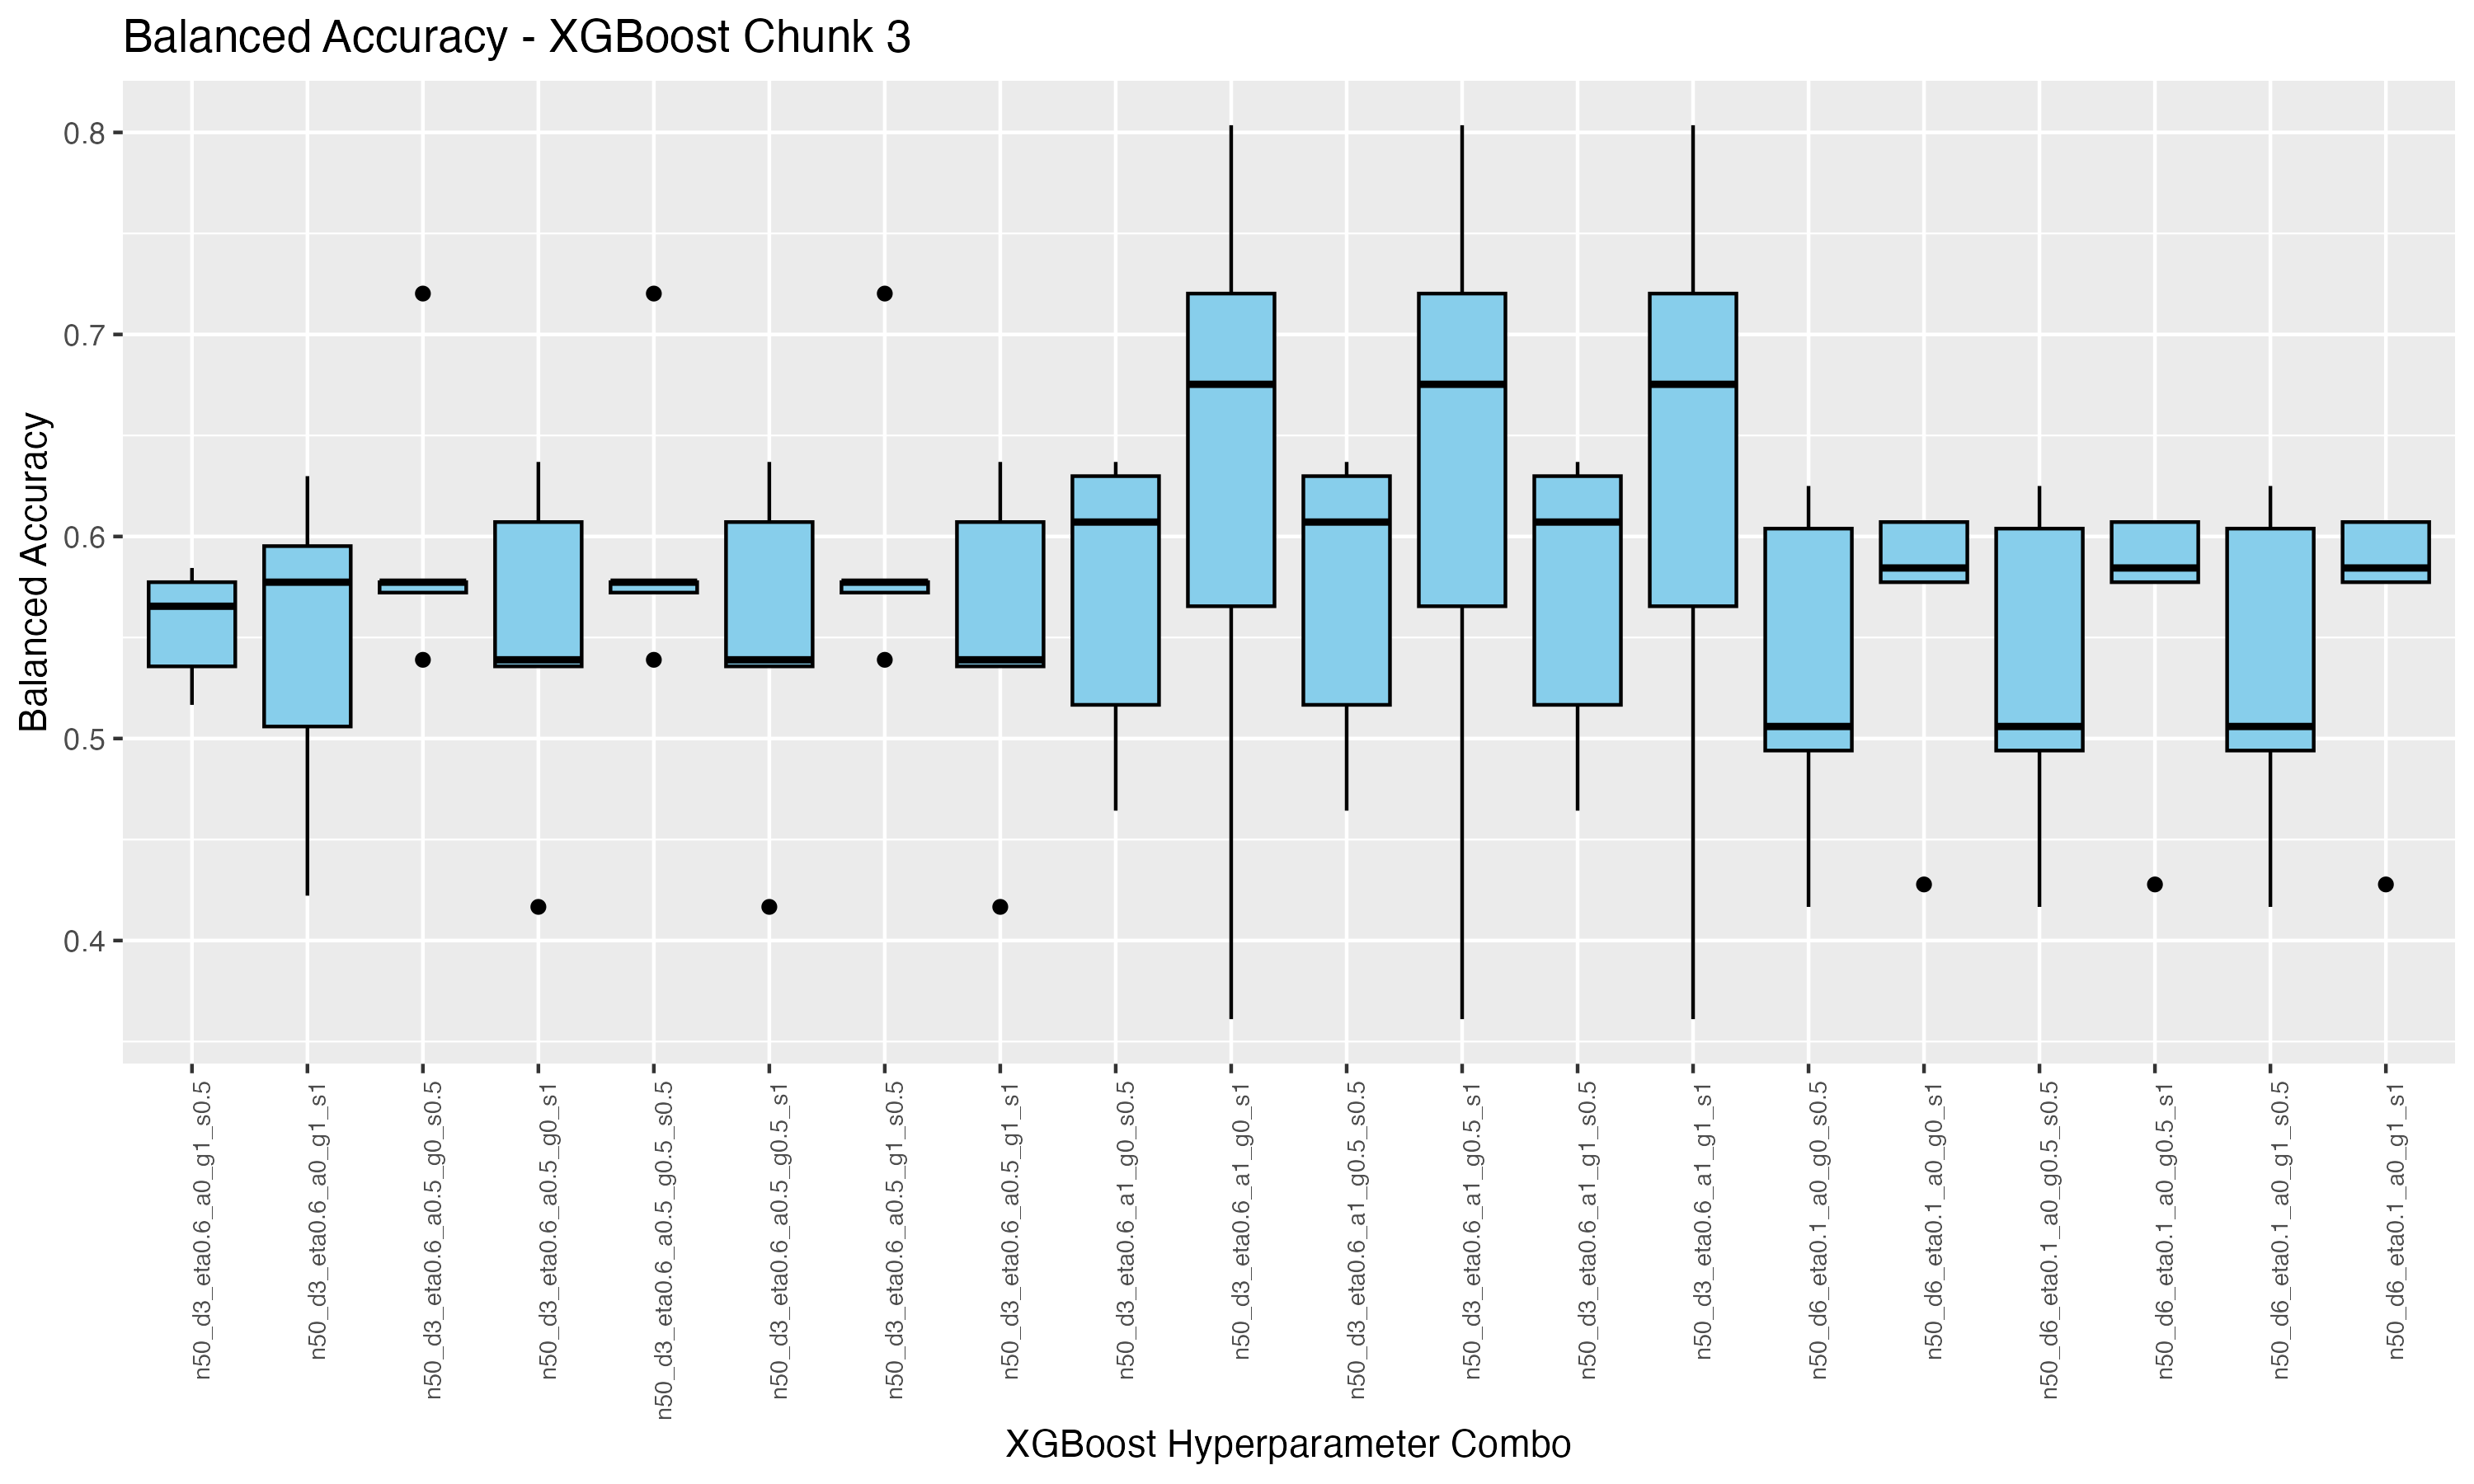 Balanced Accuracy - XGBoost Chunk 3
Balanced Accuracy
0.8
0.7
0.6
0.5
0.4
n50_d3_eta0.6_a0_g1_s0.5
n50_d3_eta0.6_a0_g1_s1
n50_d3_eta0.6_a0.5_g0_s0.5
n50_d3_eta0.6_a0.5_g0_s1
n50_d3_eta0.6_a0.5_g0.5_s0.5
n50_d3_eta0.6_a0.5_g0.5_s1
n50_d3_eta0.6_a0.5_g1_s0.5
n50_d3_eta0.6_a0.5_g1_s1
n50_d3_eta0.6_a1_g0_s0.5
n50_d3_eta0.6_a1_g0_s1
n50_d3_eta0.6_a1_g0.5_s0.5
n50_d3_eta0.6_a1_g0.5_s1
n50_d3_eta0.6_a1_g1_s0.5
n50_d3_eta0.6_a1_g1_s1
n50_d6_eta0.1_a0_g0_s0.5
n50_d6_eta0.1_a0_g0_s1
n50_d6_eta0.1_a0_g0.5_s0.5
n50_d6_eta0.1_a0_g0.5_s1
n50_d6_eta0.1_a0_g1_s0.5
n50_d6_eta0.1_a0_g1_s1
XGBoost Hyperparameter Combo